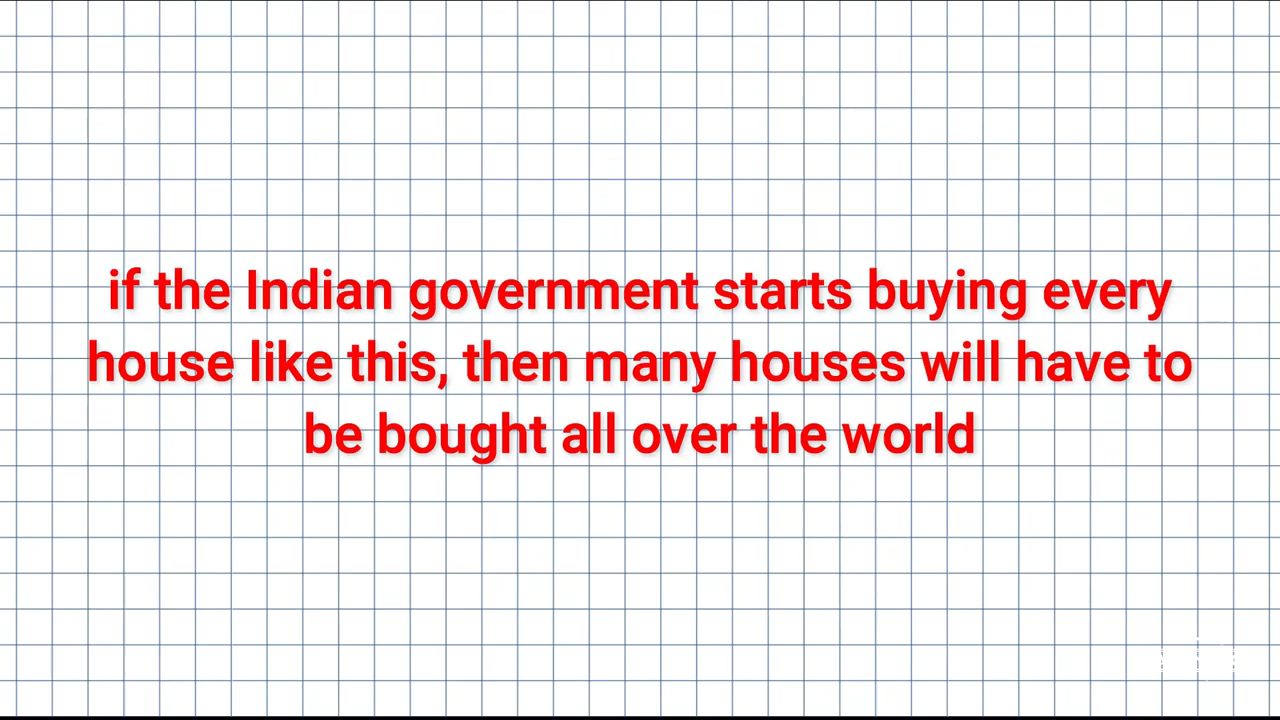 if the Indian government starts buying every
house like this, then many houses will have to
be bought all over the world